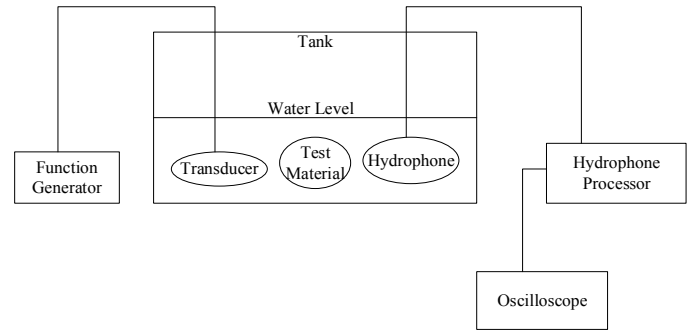 Tank
Water Level
Function
Generator
Transducer
Test
Material
Hydrophone
Hydrophone
Processor
Oscilloscope